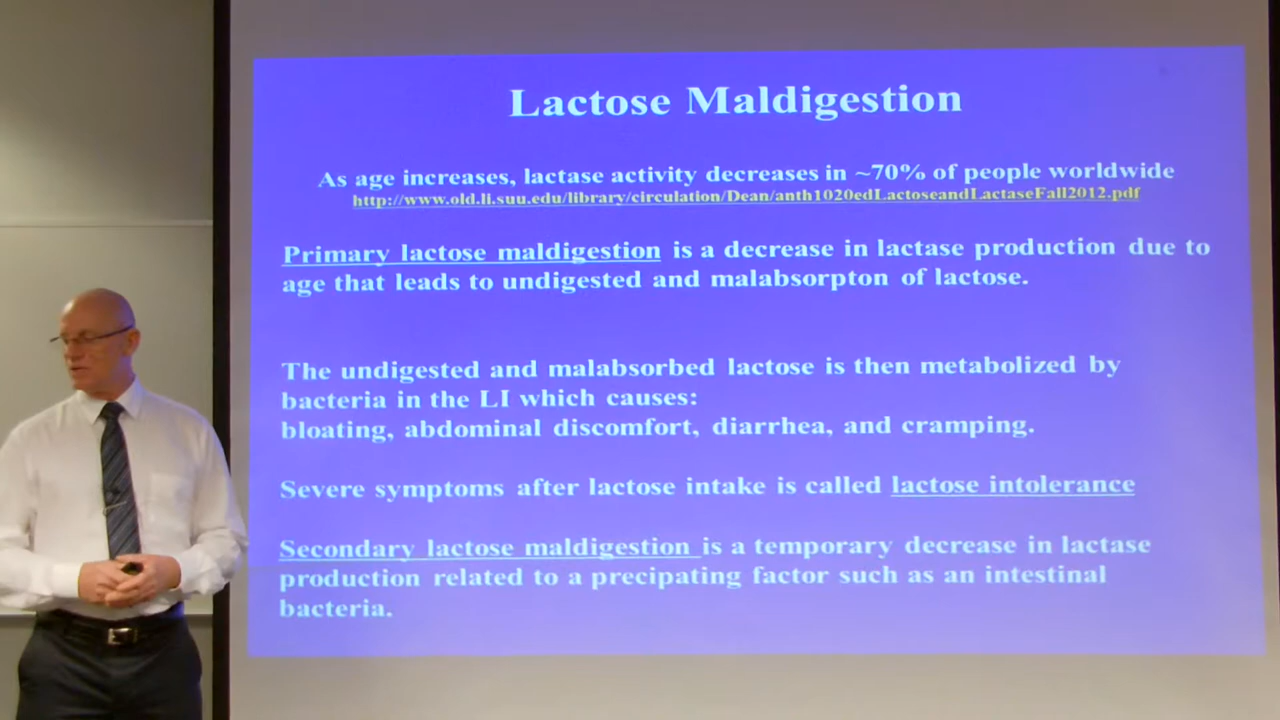 Lactose Maldigestion
As age increases, lactase activity decreases in ~70% of people worldwide
http://www.old.li.suu.edu/library/circulation/Dean/anth1020edLactoseandLactaseFall2012.pdf
Primary lactose maldigestion is a decrease in lactase production due to
age that leads to undigested and malabsorpton of lactose.
The undigested and malabsorbed lactose is then metabolized by
bacteria in the LI which causes:
bloating, abdominal discomfort, diarrhea, and cramping.
Severe symptoms after lactose intake is called lactose intolerance
Secondary lactose maldigestion is a temporary decrease in lactase
production related to a precipating factor such as an intestinal
bacteria.